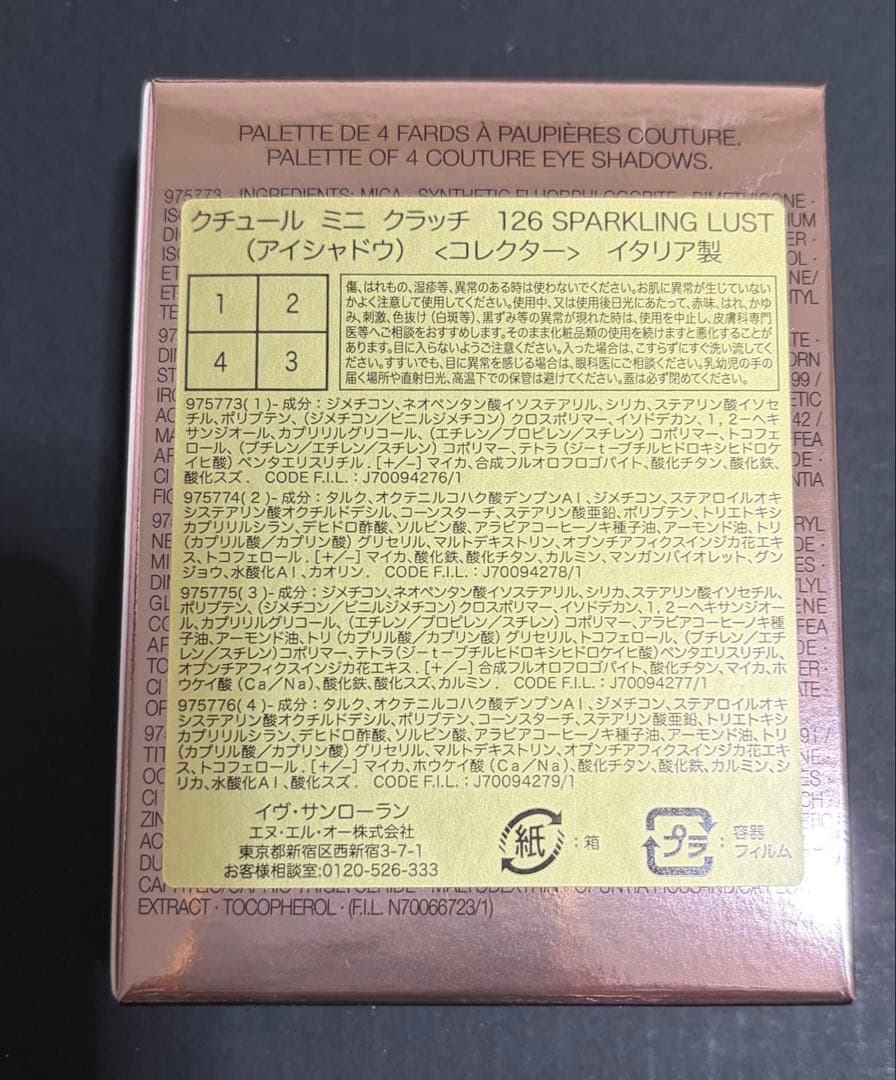 PALETTE DE 4 FARDS À PAUPIÈRES COUTURE.
PALETTE OF 4 COUTURE EYE SHADOWS.
クチュール ミニ クラッチ 126 SPARKLING LUST
(アイシャドウ) <コレクター> イタリア製
1 2
4 3
傷、はれもの、湿疹等、異常のある時は使わないでください。お肌に異常が生じていない
かよく注意して使用してください。使用中、又は使用後日光にあたって、赤味、はれ、かゆ
み、刺激、色抜け(白斑等)、黒ずみ等の異常が現れた時は、使用を中止し、皮膚科専門
医等へご相談をおすすめします。そのまま化粧品類の使用を続けますと悪化することが
あります。目に入らないようご注意ください。入った場合は、こすらずにすぐ洗い流してく
ださい。すすいでも、目に異常を感じる場合は、眼科医にご相談ください。乳幼児の手の
届く場所や直射日光、高温下での保管は避けてください。蓋は必ず閉めてください。
975773(1)-成分:ジメチコン、ネオペンタン酸イソステアリル、シリカ、ステアリン酸イソセ
チル、ポリブテン、(ジメチコン/ビニルジメチコン)クロスポリマー、イソドデカン、1,2-ヘキ
サンジオール、カプリリルグリコール、(エチレン/プロピレン/スチレン)コポリマー、トコフェ
ロール、(ブチレン/エチレン/スチレン)コポリマー、テトラ(ジ-t-ブチルヒドロキシヒドロケ
イヒ酸)ペンタエリスリチル.[+/-]マイカ、合成フルオロフロゴパイト、酸化チタン、酸化鉄、
酸化スズ. CODE F.I.L.:J70094276/1
975774(2)-成分:タルク、オクテニルコハク酸デンプンAl、ジメチコン、ステアロイルオキ
システアリン酸オクチルドデシル、コーンスターチ、ステアリン酸亜鉛、ポリブテン、トリエトキシ
カプリリルシラン、デヒドロ酢酸、ソルビン酸、アラビアコーヒーノキ種子油、アーモンド油、トリ
(カプリル酸/カプリン酸)グリセリル、マルトデキストリン、オプンチアフィクスインジカ花エキ
ス、トコフェロール.[+/-]マイカ、酸化鉄、酸化チタン、カルミン、マンガンバイオレット、グン
ジョウ、水酸化Al、カオリン. CODE F.I.L.:J70094278/1
975775(3)-成分:ジメチコン、ネオペンタン酸イソステアリル、シリカ、ステアリン酸イソセチル、
ポリブテン、(ジメチコン/ビニルジメチコン)クロスポリマー、イソドデカン、1,2-ヘキサンジオー
ル、カプリリルグリコール、(エチレン/プロピレン/スチレン)コポリマー、アラビアコーヒーノキ種
子油、アーモンド油、トリ(カプリル酸/カプリン酸)グリセリル、トコフェロール、(ブチレン/エチ
レン/スチレン)コポリマー、テトラ(ジ-t-ブチルヒドロキシヒドロケイヒ酸)ペンタエリスリチル、
オプンチアフィクスインジカ花エキス.[+/-]合成フルオロフロゴパイト、酸化チタン、マイカ、ホ
ウケイ酸(Ca/Na)、酸化鉄、酸化スズ、カルミン. CODE F.I.L.:J70094277/1
975776(4)-成分:タルク、オクテニルコハク酸デンプンAl、ジメチコン、ステアロイルオキ
システアリン酸オクチルドデシル、ポリブテン、コーンスターチ、ステアリン酸亜鉛、トリエトキシ
カプリリルシラン、デヒドロ酢酸、ソルビン酸、アラビアコーヒーノキ種子油、アーモンド油、トリ
(カプリル酸/カプリン酸)グリセリル、マルトデキストリン、オプンチアフィクスインジカ花エキ
ス、トコフェロール.[+/-]マイカ、ホウケイ酸(Ca/Na)、酸化チタン、酸化鉄、カルミン、シ
リカ、水酸化Al、酸化スズ. CODE F.I.L.:J70094279/1
イヴ・サンローラン
エヌ・エル・オー株式会社
東京都新宿区西新宿3-7-1
お客様相談室:0120-526-333
紙 :箱
プラ :容器
フィルム
EXTRACT · TOCOPHEROL · (F.I.L. N70066723/1)